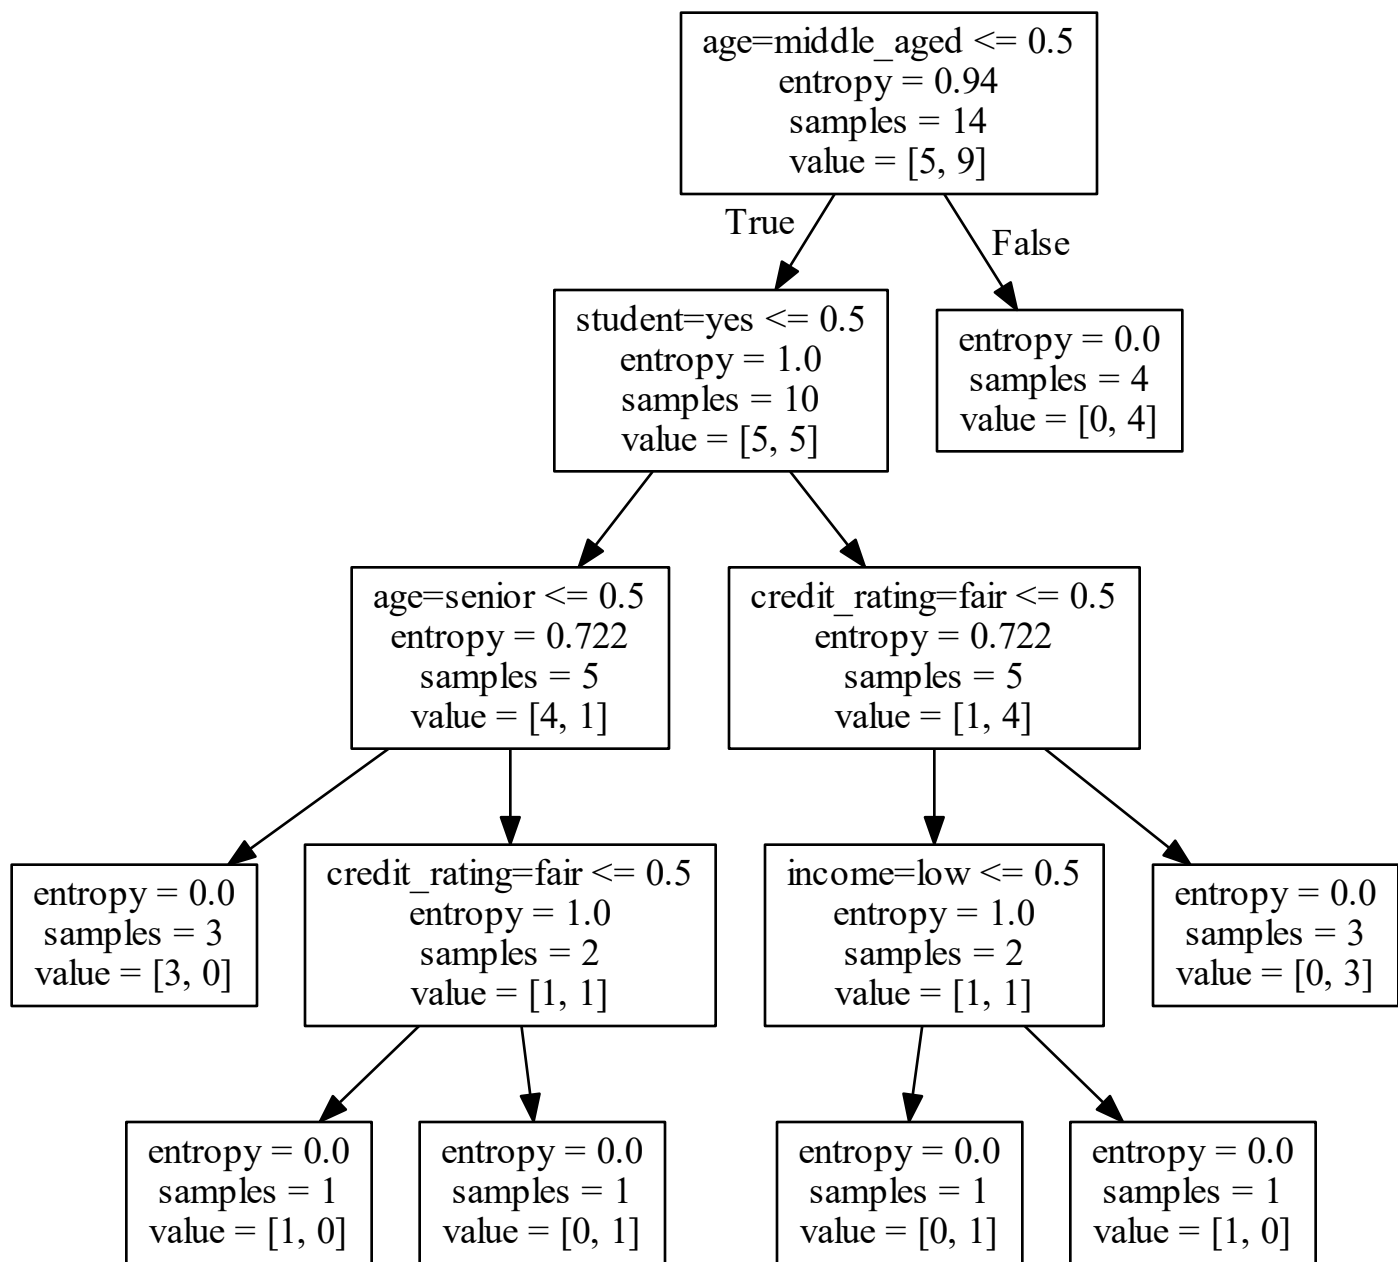 age=middle_aged <= 0.5
entropy = 0.94
samples = 14
value = [5, 9]
True
False
student=yes <= 0.5
entropy = 1.0
samples = 10
value = [5, 5]
entropy = 0.0
samples = 4
value = [0, 4]
age=senior <= 0.5
entropy = 0.722
samples = 5
value = [4, 1]
credit_rating=fair <= 0.5
entropy = 0.722
samples = 5
value = [1, 4]
entropy = 0.0
samples = 3
value = [3, 0]
credit_rating=fair <= 0.5
entropy = 1.0
samples = 2
value = [1, 1]
income=low <= 0.5
entropy = 1.0
samples = 2
value = [1, 1]
entropy = 0.0
samples = 3
value = [0, 3]
entropy = 0.0
samples = 1
value = [1, 0]
entropy = 0.0
samples = 1
value = [0, 1]
entropy = 0.0
samples = 1
value = [0, 1]
entropy = 0.0
samples = 1
value = [1, 0]